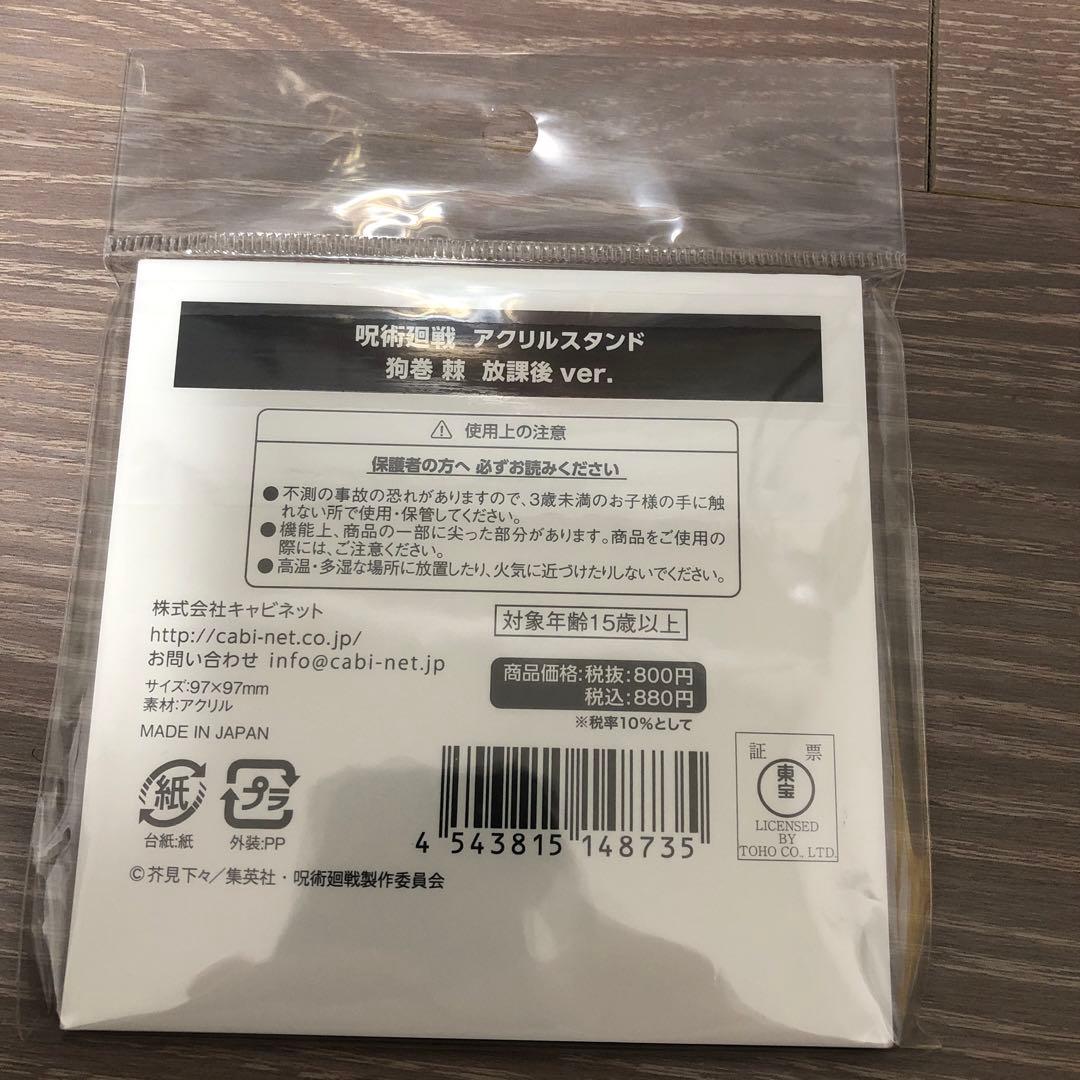 呪術廻戦 アクリルスタンド
狗巻 棘 放課後 ver.
使用上の注意
保護者の方へ 必ずお読みください
●不測の事故の恐れがありますので、3歳未満のお子様の手に触
れない所で使用・保管してください。
●機能上、商品の一部に尖った部分があります。商品をご使用の
際には、ご注意ください。
●高温・多湿な場所に放置したり、火気に近づけたりしないでください。
株式会社キャビネット
http://cabi-net.co.jp/
お問い合わせ info@cabi-net.jp
サイズ:97×97mm
素材:アクリル
MADE IN JAPAN
対象年齢15歳以上
商品価格:税抜:800円
税込:880円
※税率10%として
紙
台紙:紙
プラ
外装:PP
4 543815 148735
証 票
東宝
LICENSED
BY
TOHO CO., LTD.
©芥見下々/集英社・呪術廻戦製作委員会